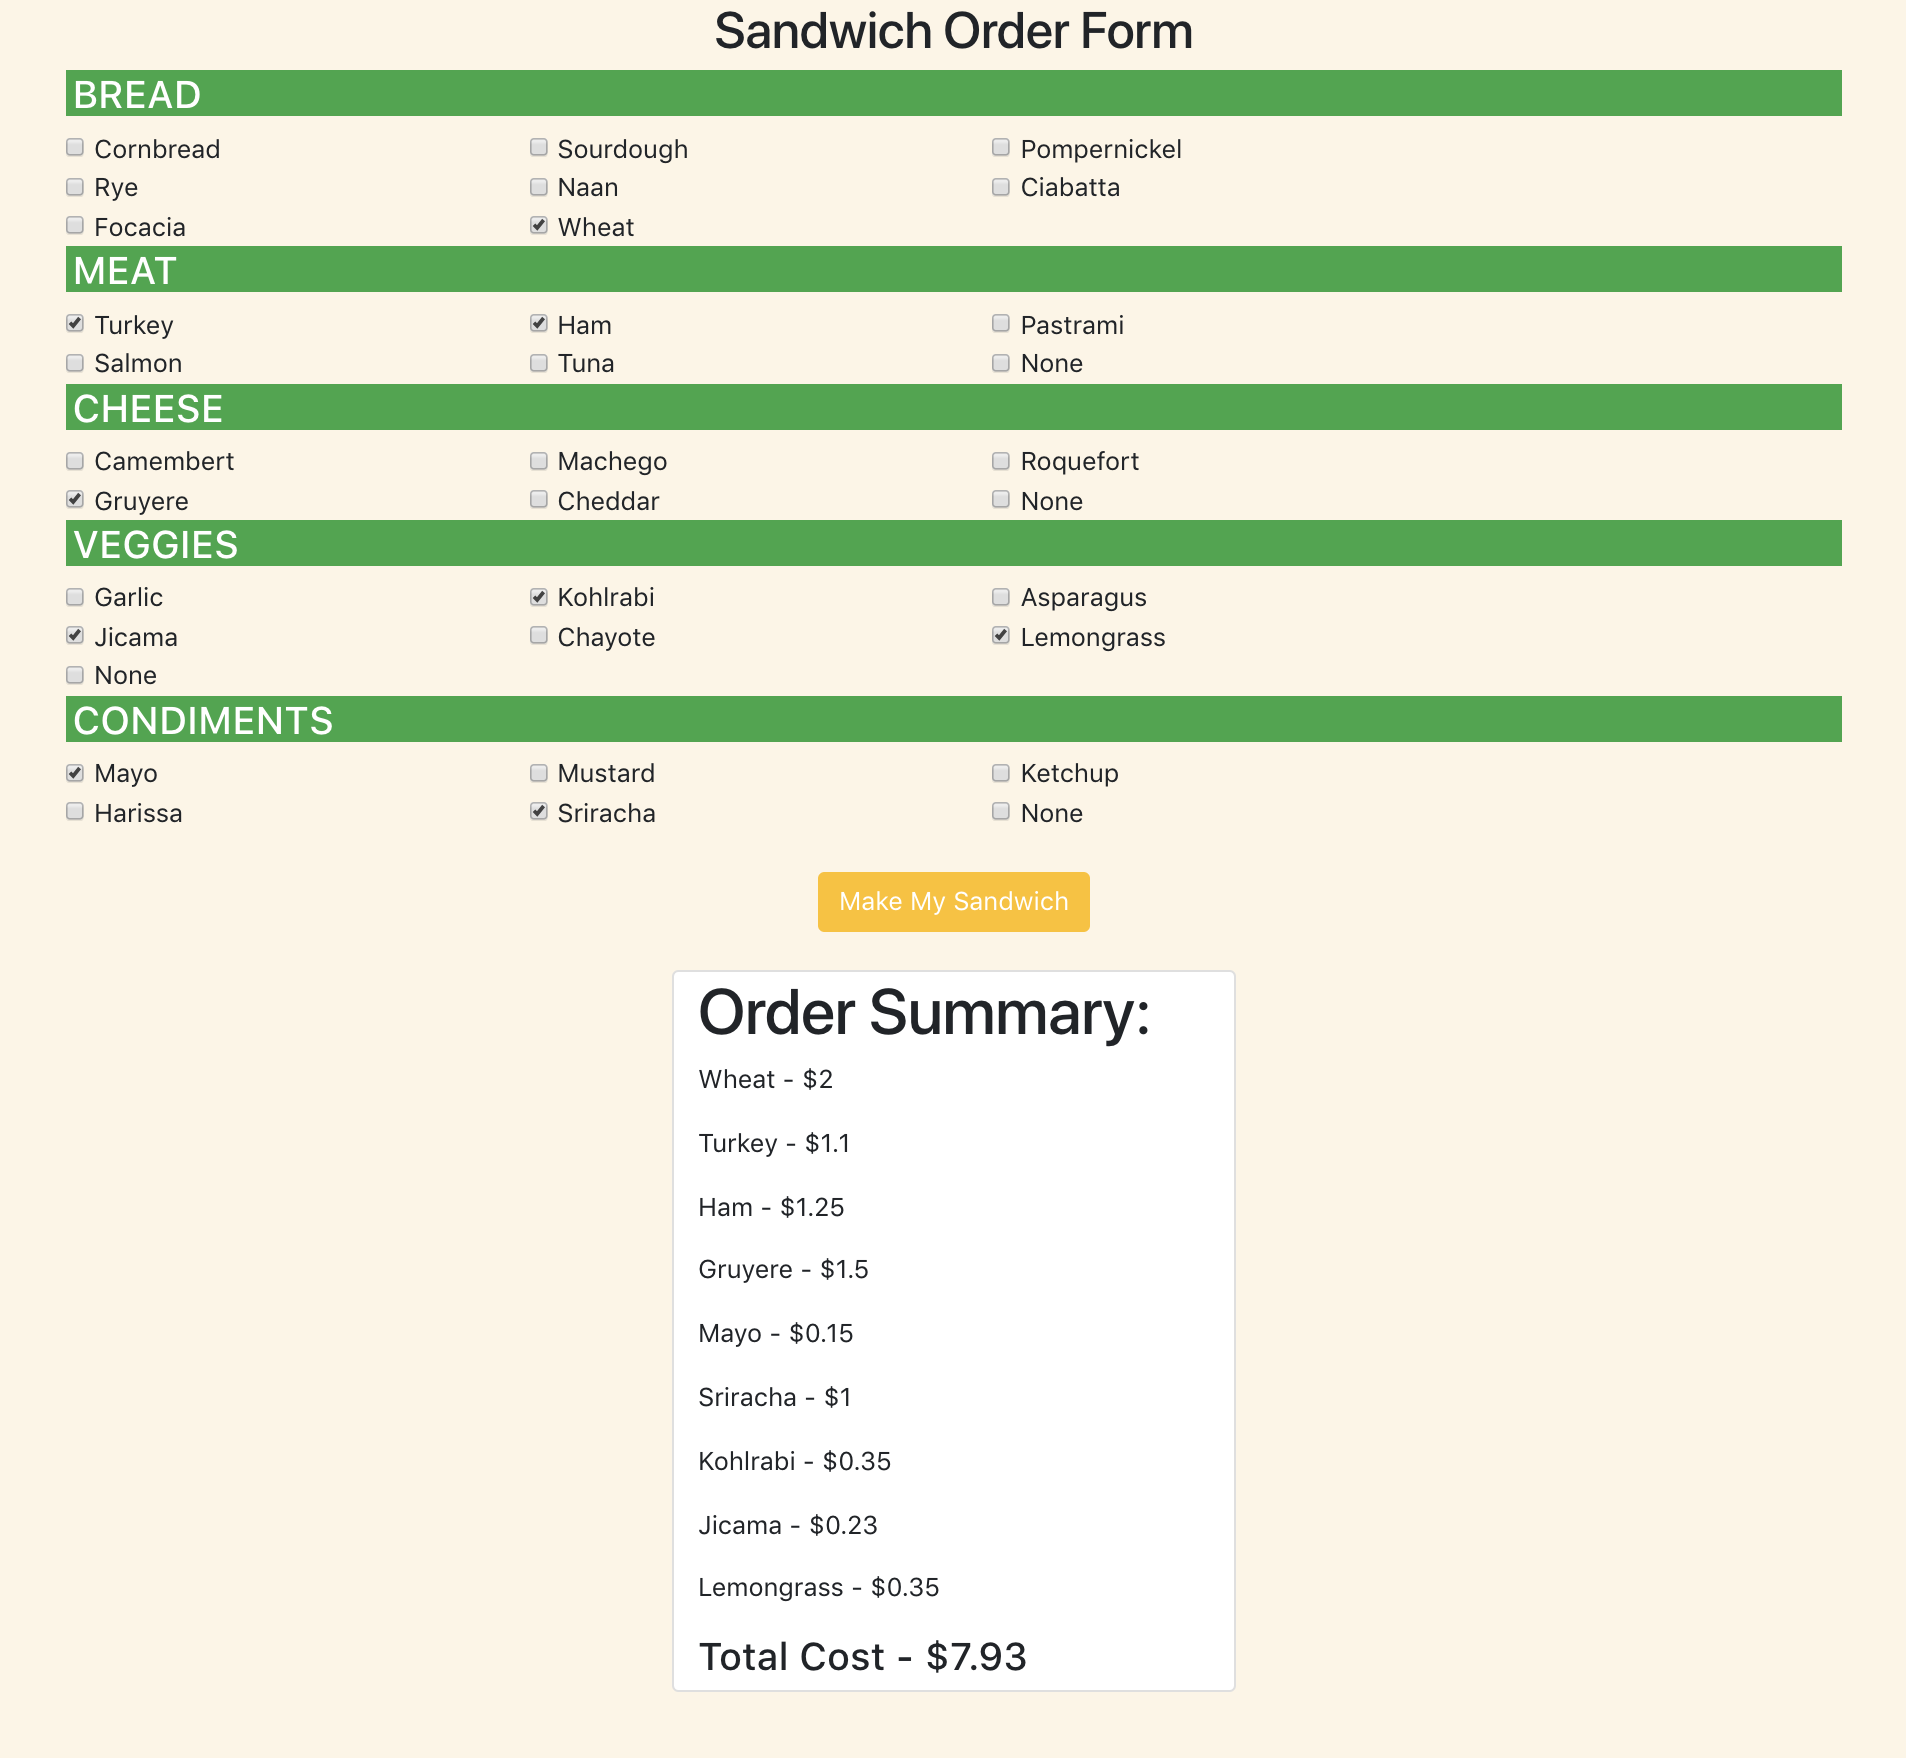 Sandwich Order Form
BREAD
Cornbread Sourdough Pompernickel
Rye Naan Ciabatta
Focacia Wheat
MEAT
Turkey Ham Pastrami
Salmon Tuna None
CHEESE
Camembert Machego Roquefort
Gruyere Cheddar None
VEGGIES
Garlic Kohlrabi Asparagus
Jicama Chayote Lemongrass
None
CONDIMENTS
Mayo Mustard Ketchup
Harissa Sriracha None
Make My Sandwich
Order Summary:
Wheat - $2
Turkey - $1.1
Ham - $1.25
Gruyere - $1.5
Mayo - $0.15
Sriracha - $1
Kohlrabi - $0.35
Jicama - $0.23
Lemongrass - $0.35
Total Cost - $7.93